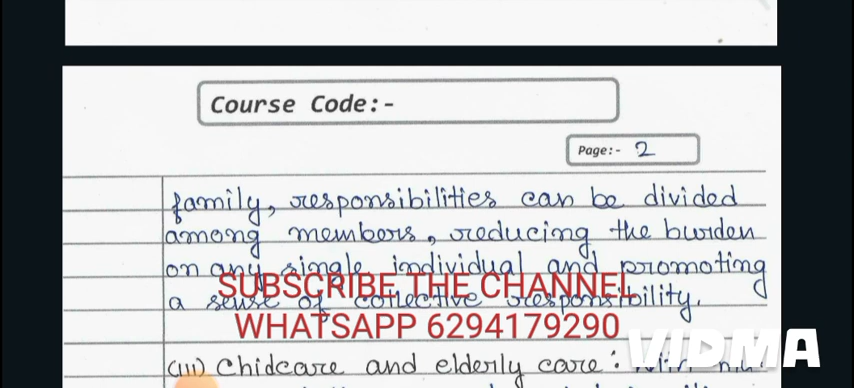 Course Code:-
Page:- 2
family, responsibilities can be divided
among members, reducing the burden
on any single individual and promoting
a sense of collective responsibility.
SUBSCRIBE THE CHANNEL
WHATSAPP 6294179290
(iii) Chidcare and elderly care:
VIDMA